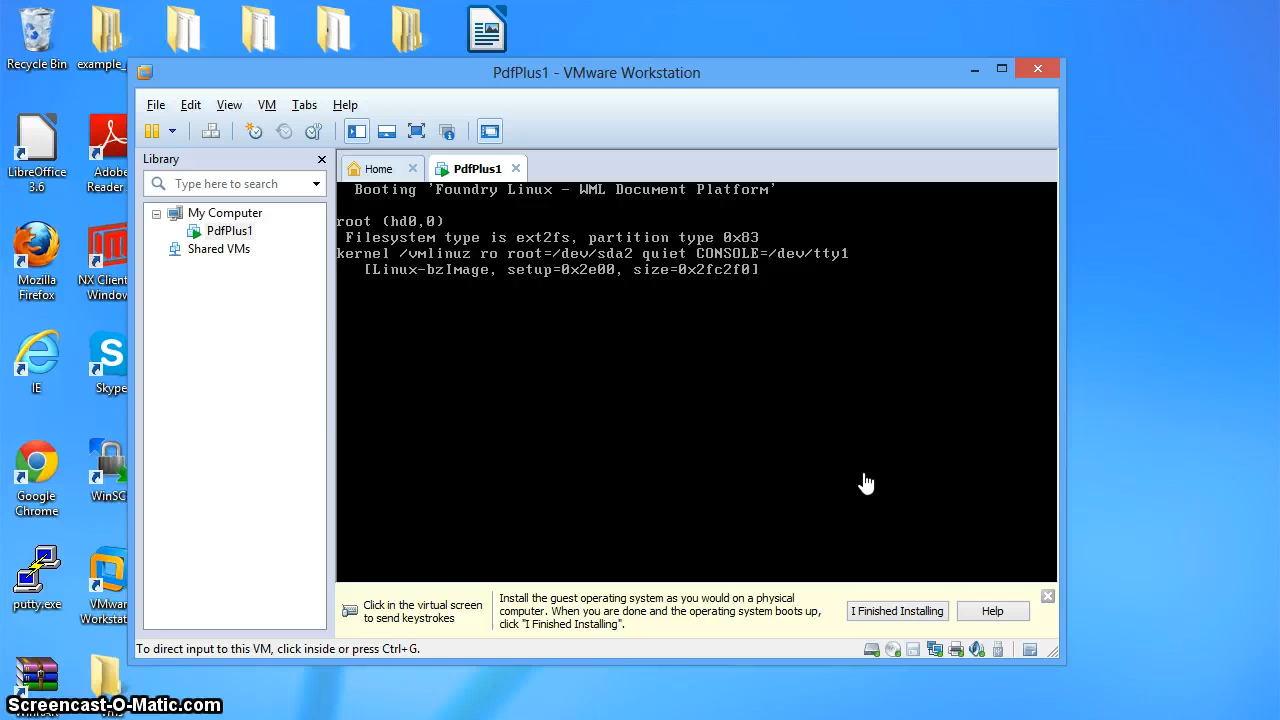 Recycle Bin
example_
PdfPlus1 - VMware Workstation
File Edit View VM Tabs Help
Library
Home
PdfPlus1
Type here to search
My Computer
PdfPlus1
Shared VMs
Booting 'Foundry Linux - WML Document Platform'
root (hd0,0)
Filesystem type is ext2fs, partition type 0x83
kernel /vmlinuz ro root=/dev/sda2 quiet CONSOLE=/dev/tty1
[Linux-bzImage, setup=0x2e00, size=0x2fc2f0]
LibreOffice
3.6
Adobe
Reader
Mozilla
Firefox
NX Client
Window
IE
Skype
Google
Chrome
WinSC
putty.exe
VMware
Workstat
Click in the virtual screen
to send keystrokes
Install the guest operating system as you would on a physical
computer. When you are done and the operating system boots up,
click "I Finished Installing".
I Finished Installing
Help
To direct input to this VM, click inside or press Ctrl+G.
Screencast-O-Matic.com